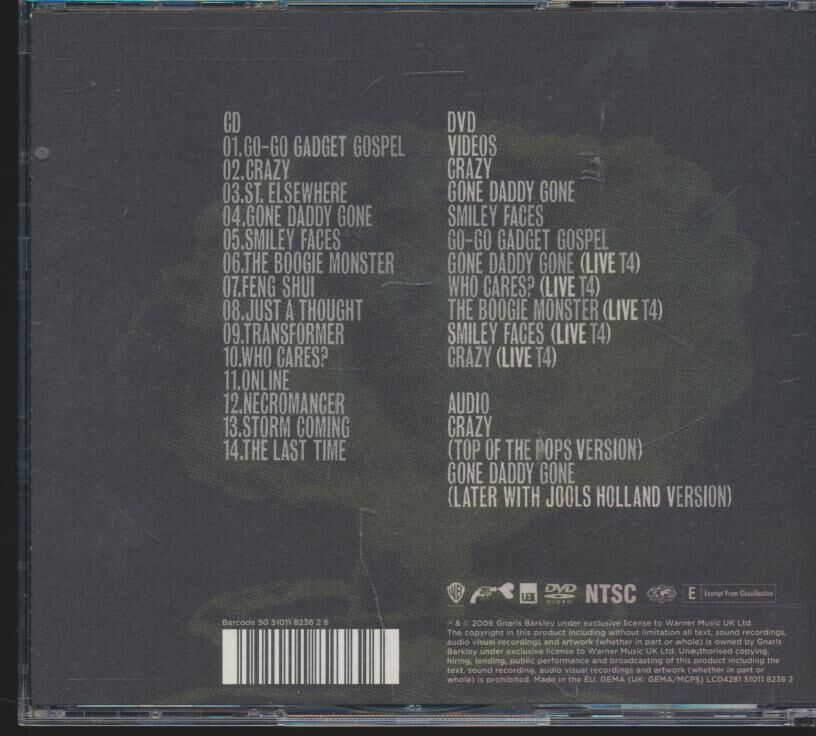 CD
01.GO-GO GADGET GOSPEL
02.CRAZY
03.ST. ELSEWHERE
04.GONE DADDY GONE
05.SMILEY FACES
06.THE BOOGIE MONSTER
07.FENG SHUI
08.JUST A THOUGHT
09.TRANSFORMER
10.WHO CARES?
11.ONLINE
12.NECROMANCER
13.STORM COMING
14.THE LAST TIME
DVD
VIDEOS
CRAZY
GONE DADDY GONE
SMILEY FACES
GO-GO GADGET GOSPEL
GONE DADDY GONE (LIVE T4)
WHO CARES? (LIVE T4)
THE BOOGIE MONSTER (LIVE T4)
SMILEY FACES (LIVE T4)
CRAZY (LIVE T4)
AUDIO
CRAZY
(TOP OF THE POPS VERSION)
GONE DADDY GONE
(LATER WITH JOOLS HOLLAND VERSION)
WB LEX DVD VIDEO NTSC E Exempt From Classification
Barcode 50 51011 8236 2 6
℗ & © 2006 Gnarls Barkley under exclusive license to Warner Music UK Ltd.
The copyright in this product including without limitation all text, sound recordings,
audio visual recordings and artwork (whether in part or whole) is owned by Gnarls
Barkley under exclusive license to Warner Music UK Ltd. Unauthorised copying,
hiring, lending, public performance and broadcasting of this product including the
text, sound recording, audio visual recordings and artwork (whether in part or
whole) is prohibited. Made in the EU. GEMA (UK: GEMA/MCPS) LC04281 51011 8236 2